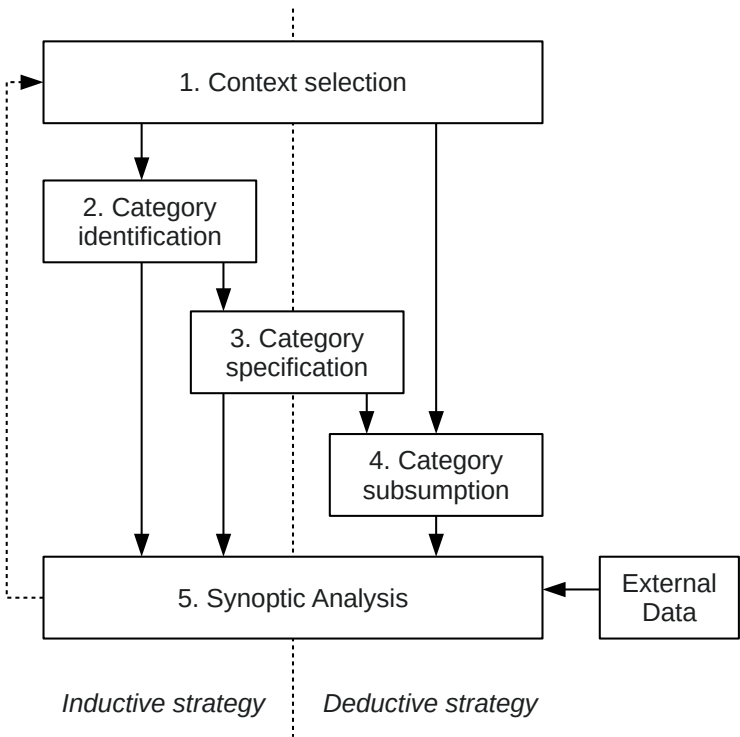 1. Context selection
2. Category
identification
3. Category
specification
4. Category
subsumption
5. Synoptic Analysis
External
Data
Inductive strategy
Deductive strategy